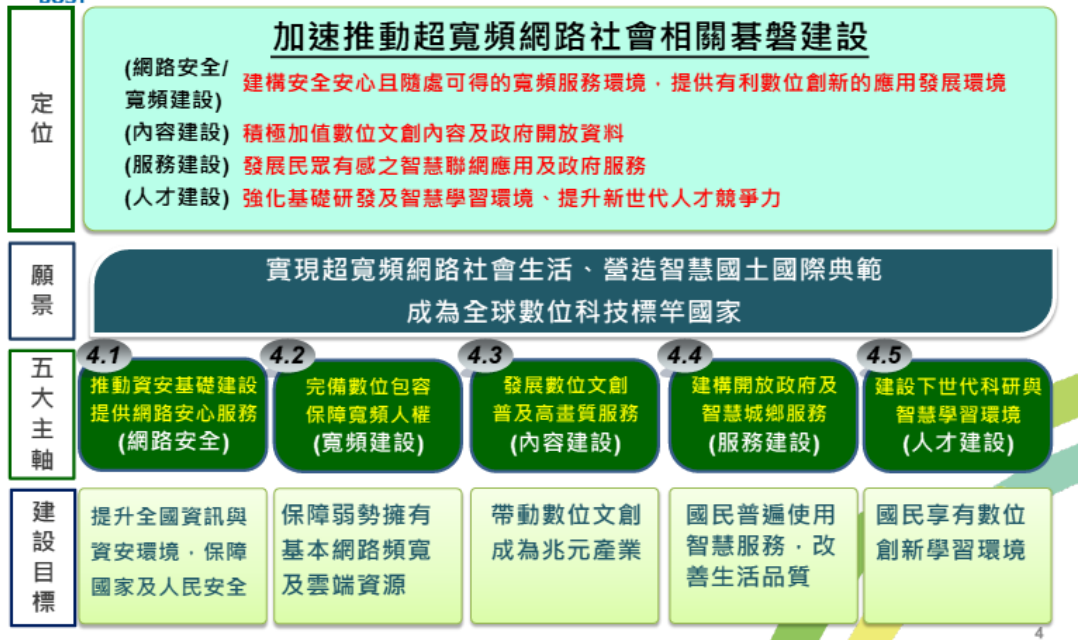 定位
加速推動超寬頻網路社會相關基磐建設
(網路安全/
寬頻建設)
建構安全安心且隨處可得的寬頻服務環境，提供有利數位創新的應用發展環境
(內容建設) 積極加值數位文創內容及政府開放資料
(服務建設) 發展民眾有感之智慧聯網應用及政府服務
(人才建設) 強化基礎研發及智慧學習環境、提升新世代人才競爭力
願景
實現超寬頻網路社會生活、營造智慧國土國際典範
成為全球數位科技標竿國家
五大主軸
4.1
推動資安基礎建設
提供網路安心服務
(網路安全)
4.2
完備數位包容
保障寬頻人權
(寬頻建設)
4.3
發展數位文創
普及高畫質服務
(內容建設)
4.4
建構開放政府及
智慧城鄉服務
(服務建設)
4.5
建設下世代科研與
智慧學習環境
(人才建設)
建設目標
提升全國資訊與
資安環境，保障
國家及人民安全
保障弱勢擁有
基本網路頻寬
及雲端資源
帶動數位文創
成為兆元產業
國民普遍使用
智慧服務，改
善生活品質
國民享有數位
創新學習環境
4